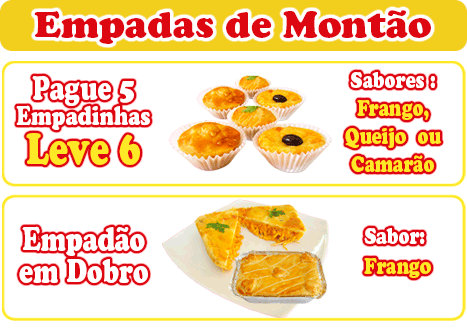 Empadas de Montão
Pague 5
Empadinhas
Leve 6
Sabores :
Frango,
Queijo ou
Camarão
Empadão
em Dobro
Sabor:
Frango